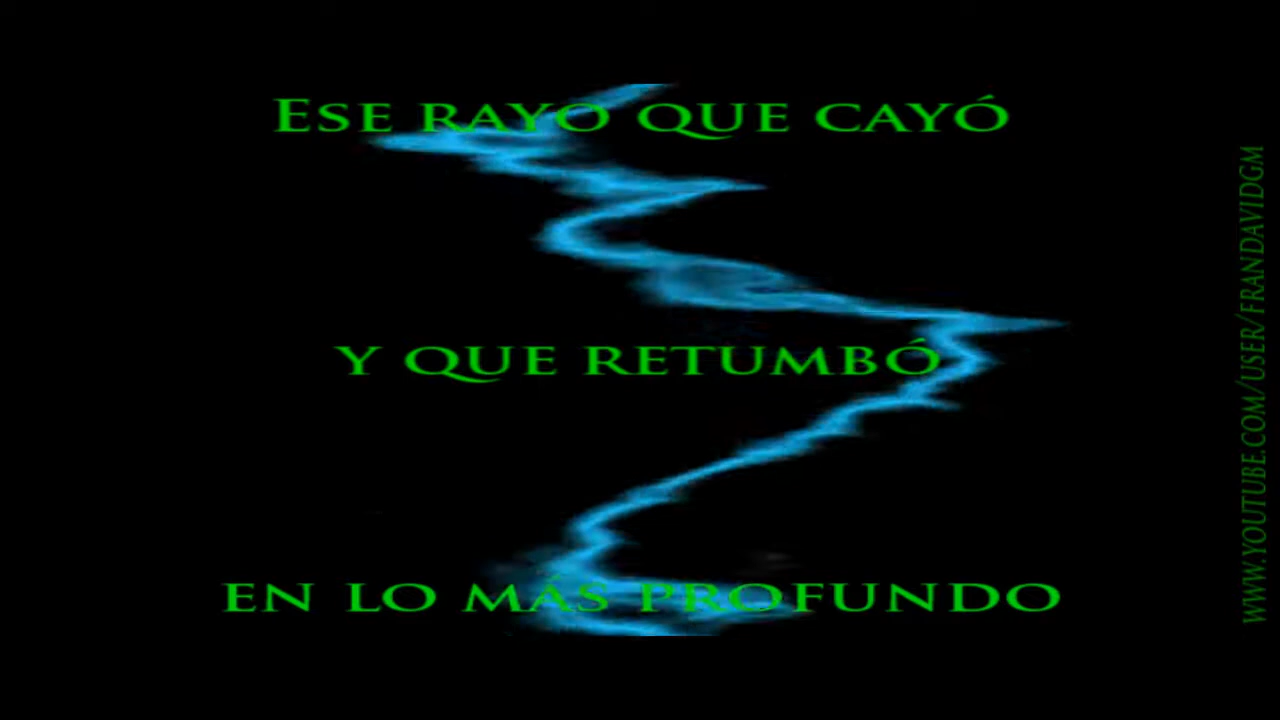 Ese rayo que cayó
y que retumbó
en lo más profundo
www.youtube.com/user/frandavidgm